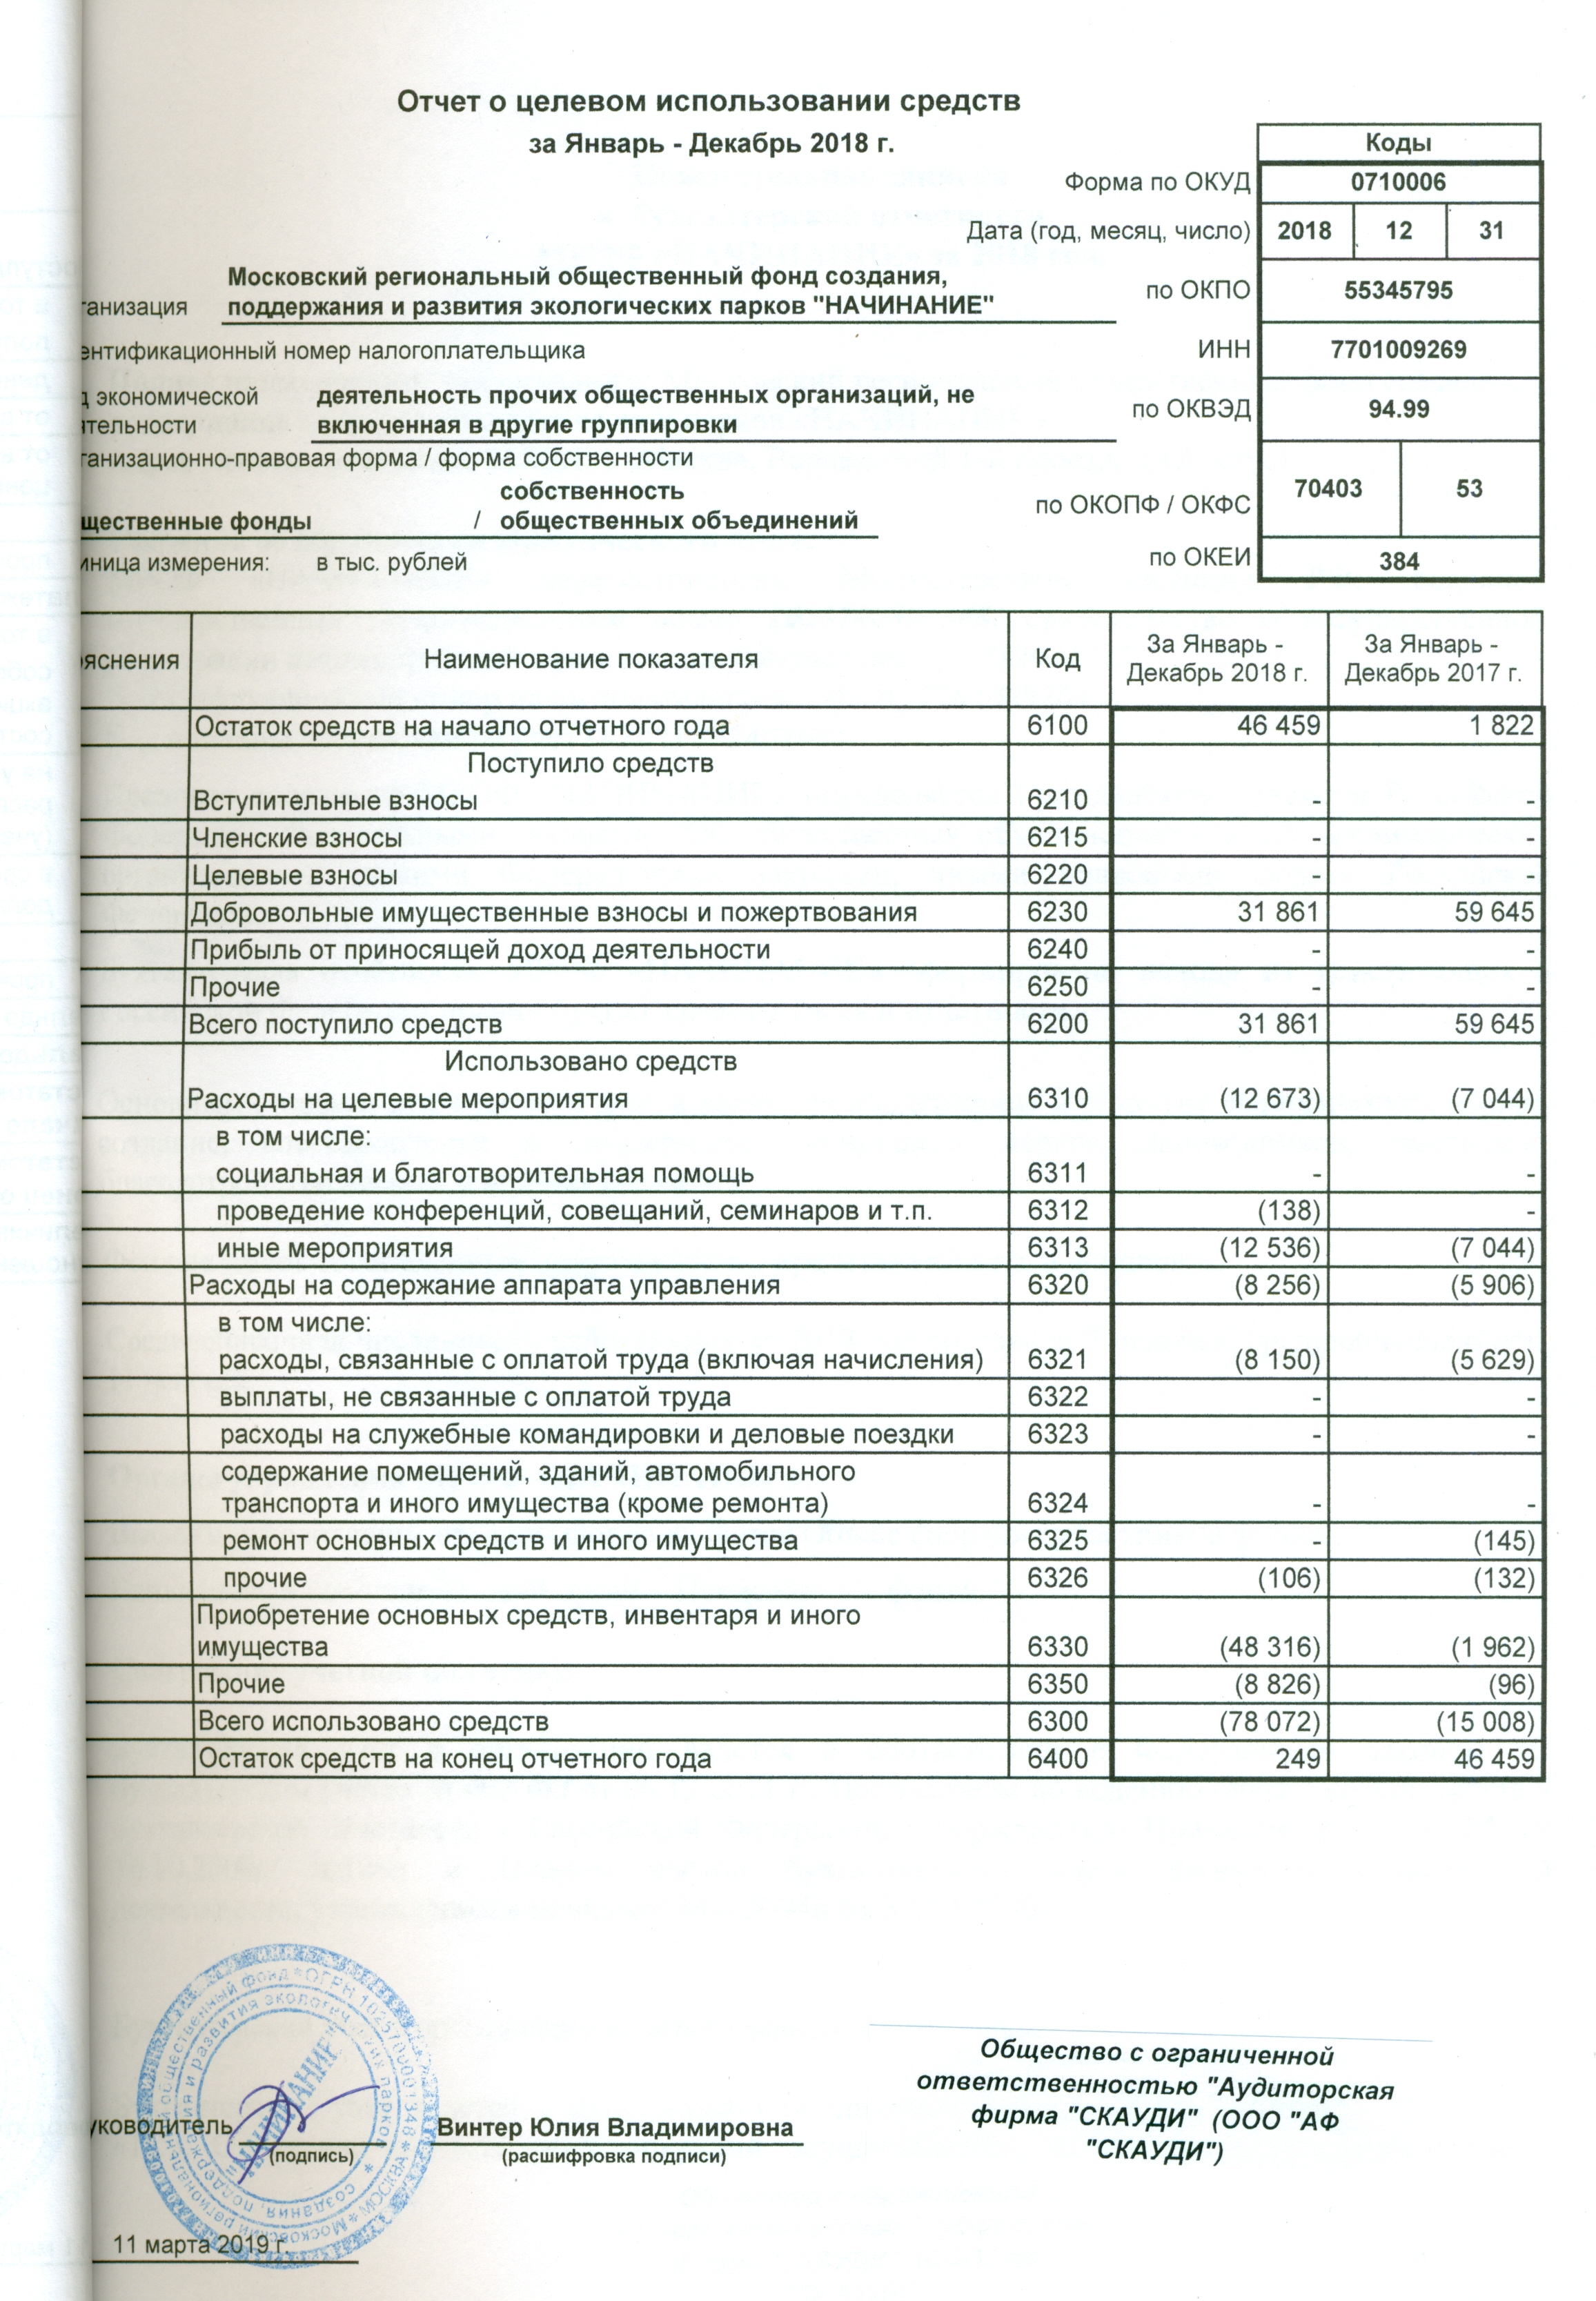 Отчет о целевом использовании средств
за Январь - Декабрь 2018 г.
Коды
Форма по ОКУД 0710006
Дата (год, месяц, число) 2018 12 31
Московский региональный общественный фонд создания,
ганизация поддержания и развития экологических парков "НАЧИНАНИЕ" по ОКПО 55345795
ентификационный номер налогоплательщика ИНН 7701009269
д экономической деятельность прочих общественных организаций, не
ятельности включенная в другие группировки по ОКВЭД 94.99
ганизационно-правовая форма / форма собственности
собственность
щественные фонды / общественных объединений по ОКОПФ / ОКФС 70403 53
иница измерения: в тыс. рублей по ОКЕИ 384
яснения Наименование показателя Код За Январь - Декабрь 2018 г. За Январь - Декабрь 2017 г.
Остаток средств на начало отчетного года 6100 46 459 1 822
Поступило средств
Вступительные взносы 6210 - -
Членские взносы 6215 - -
Целевые взносы 6220 - -
Добровольные имущественные взносы и пожертвования 6230 31 861 59 645
Прибыль от приносящей доход деятельности 6240 - -
Прочие 6250 - -
Всего поступило средств 6200 31 861 59 645
Использовано средств
Расходы на целевые мероприятия 6310 (12 673) (7 044)
в том числе:
социальная и благотворительная помощь 6311 - -
проведение конференций, совещаний, семинаров и т.п. 6312 (138) -
иные мероприятия 6313 (12 536) (7 044)
Расходы на содержание аппарата управления 6320 (8 256) (5 906)
в том числе:
расходы, связанные с оплатой труда (включая начисления) 6321 (8 150) (5 629)
выплаты, не связанные с оплатой труда 6322 - -
расходы на служебные командировки и деловые поездки 6323 - -
содержание помещений, зданий, автомобильного
транспорта и иного имущества (кроме ремонта) 6324 - -
ремонт основных средств и иного имущества 6325 - (145)
прочие 6326 (106) (132)
Приобретение основных средств, инвентаря и иного
имущества 6330 (48 316) (1 962)
Прочие 6350 (8 826) (96)
Всего использовано средств 6300 (78 072) (15 008)
Остаток средств на конец отчетного года 6400 249 46 459
Московский региональный общественный фонд * ОГРН 1025700001346 * МОСКВА *
создания, поддержания и развития экологических парков *
"НАЧИНАНИЕ"
уководитель Винтер Юлия Владимировна
(подпись) (расшифровка подписи)
11 марта 2019 г.
Общество с ограниченной
ответственностью "Аудиторская
фирма "СКАУДИ" (ООО "АФ
"СКАУДИ")